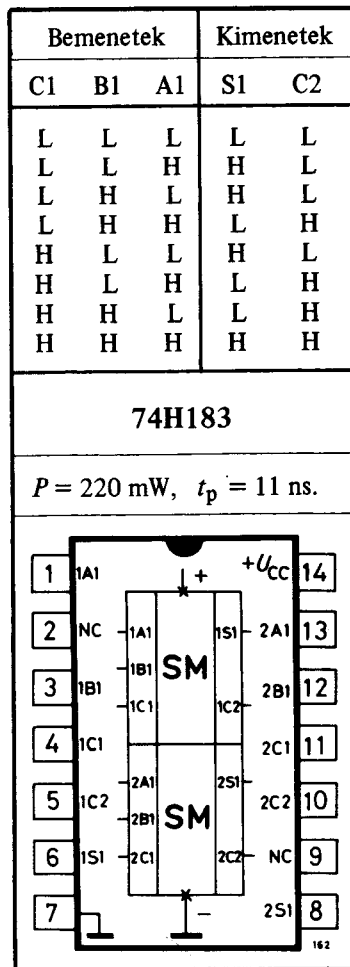 Bemenetek Kimenetek
C1 B1 A1 S1 C2
L L L L L
L L H H L
L H L H L
L H H L H
H L L H L
H L H L H
H H L L H
H H H H H
74H183
P = 220 mW, tp = 11 ns.
1 1A1 + +UCC 14
2 NC 1A1 1S1 2A1 13
1B1 SM
3 1B1 1C1 1C2 2B1 12
4 1C1 2C1 11
5 1C2 2A1 2S1 2C2 10
2B1 SM
6 1S1 2C1 2C2 NC 9
7 − 2S1 8
162